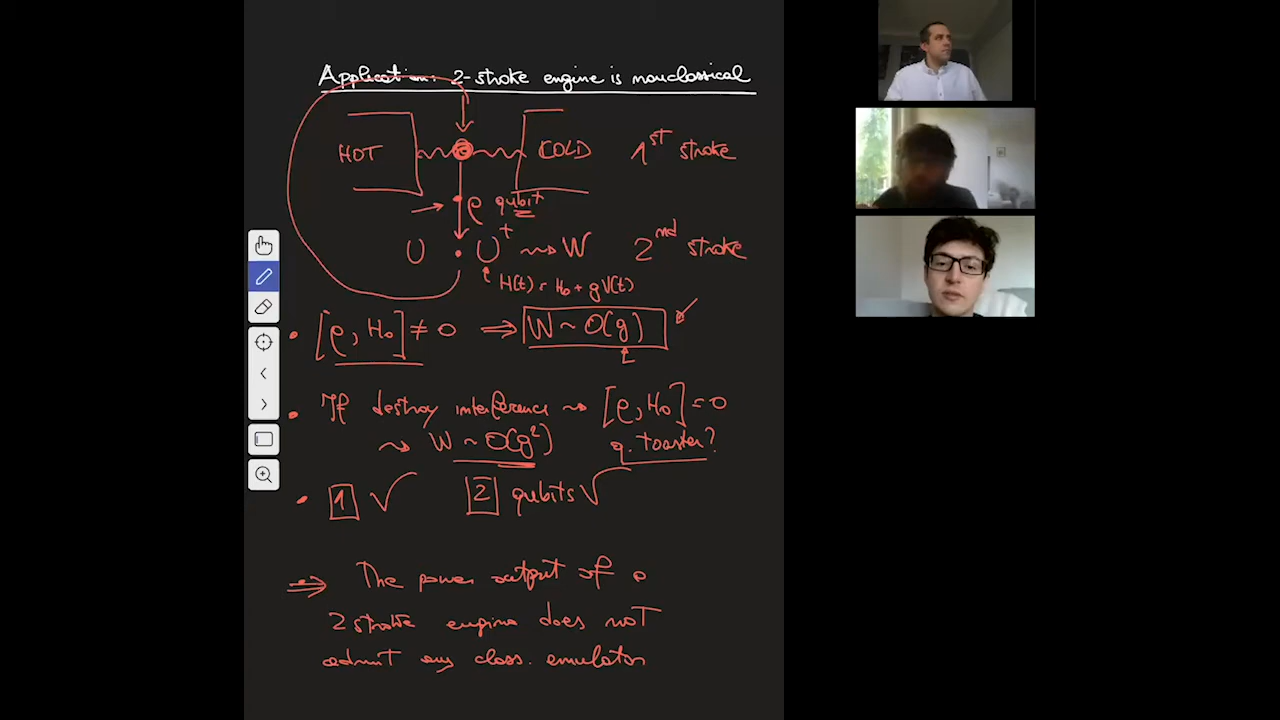 Application: 2-stroke engine is nonclassical
HOT COLD 1st stroke
ρ qubit
U · U† ⇝ W 2nd stroke
H(t) = H₀ + gV(t)
• [ρ, H₀] ≠ 0 ⇒ W ~ O(g)
• If destroy interference ⇝ [ρ, H₀] = 0
⇝ W ~ O(g²) q. toaster?
• 1 ✓ 2 qubits ✓
⇒ The power output of a
2 stroke engine does not
admit any class. emulator